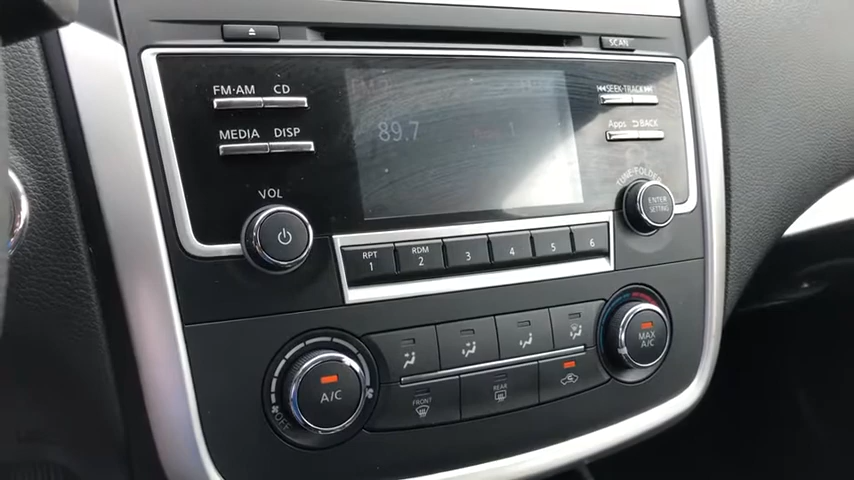 SCAN
FM·AM CD
SEEK·TRACK
MEDIA DISP
Apps BACK
89.7
VOL
TUNE·FOLDER
ENTER
SETTING
RPT
1
RDM
2
3
4
5
6
A/C
OFF
MAX
A/C
FRONT
REAR